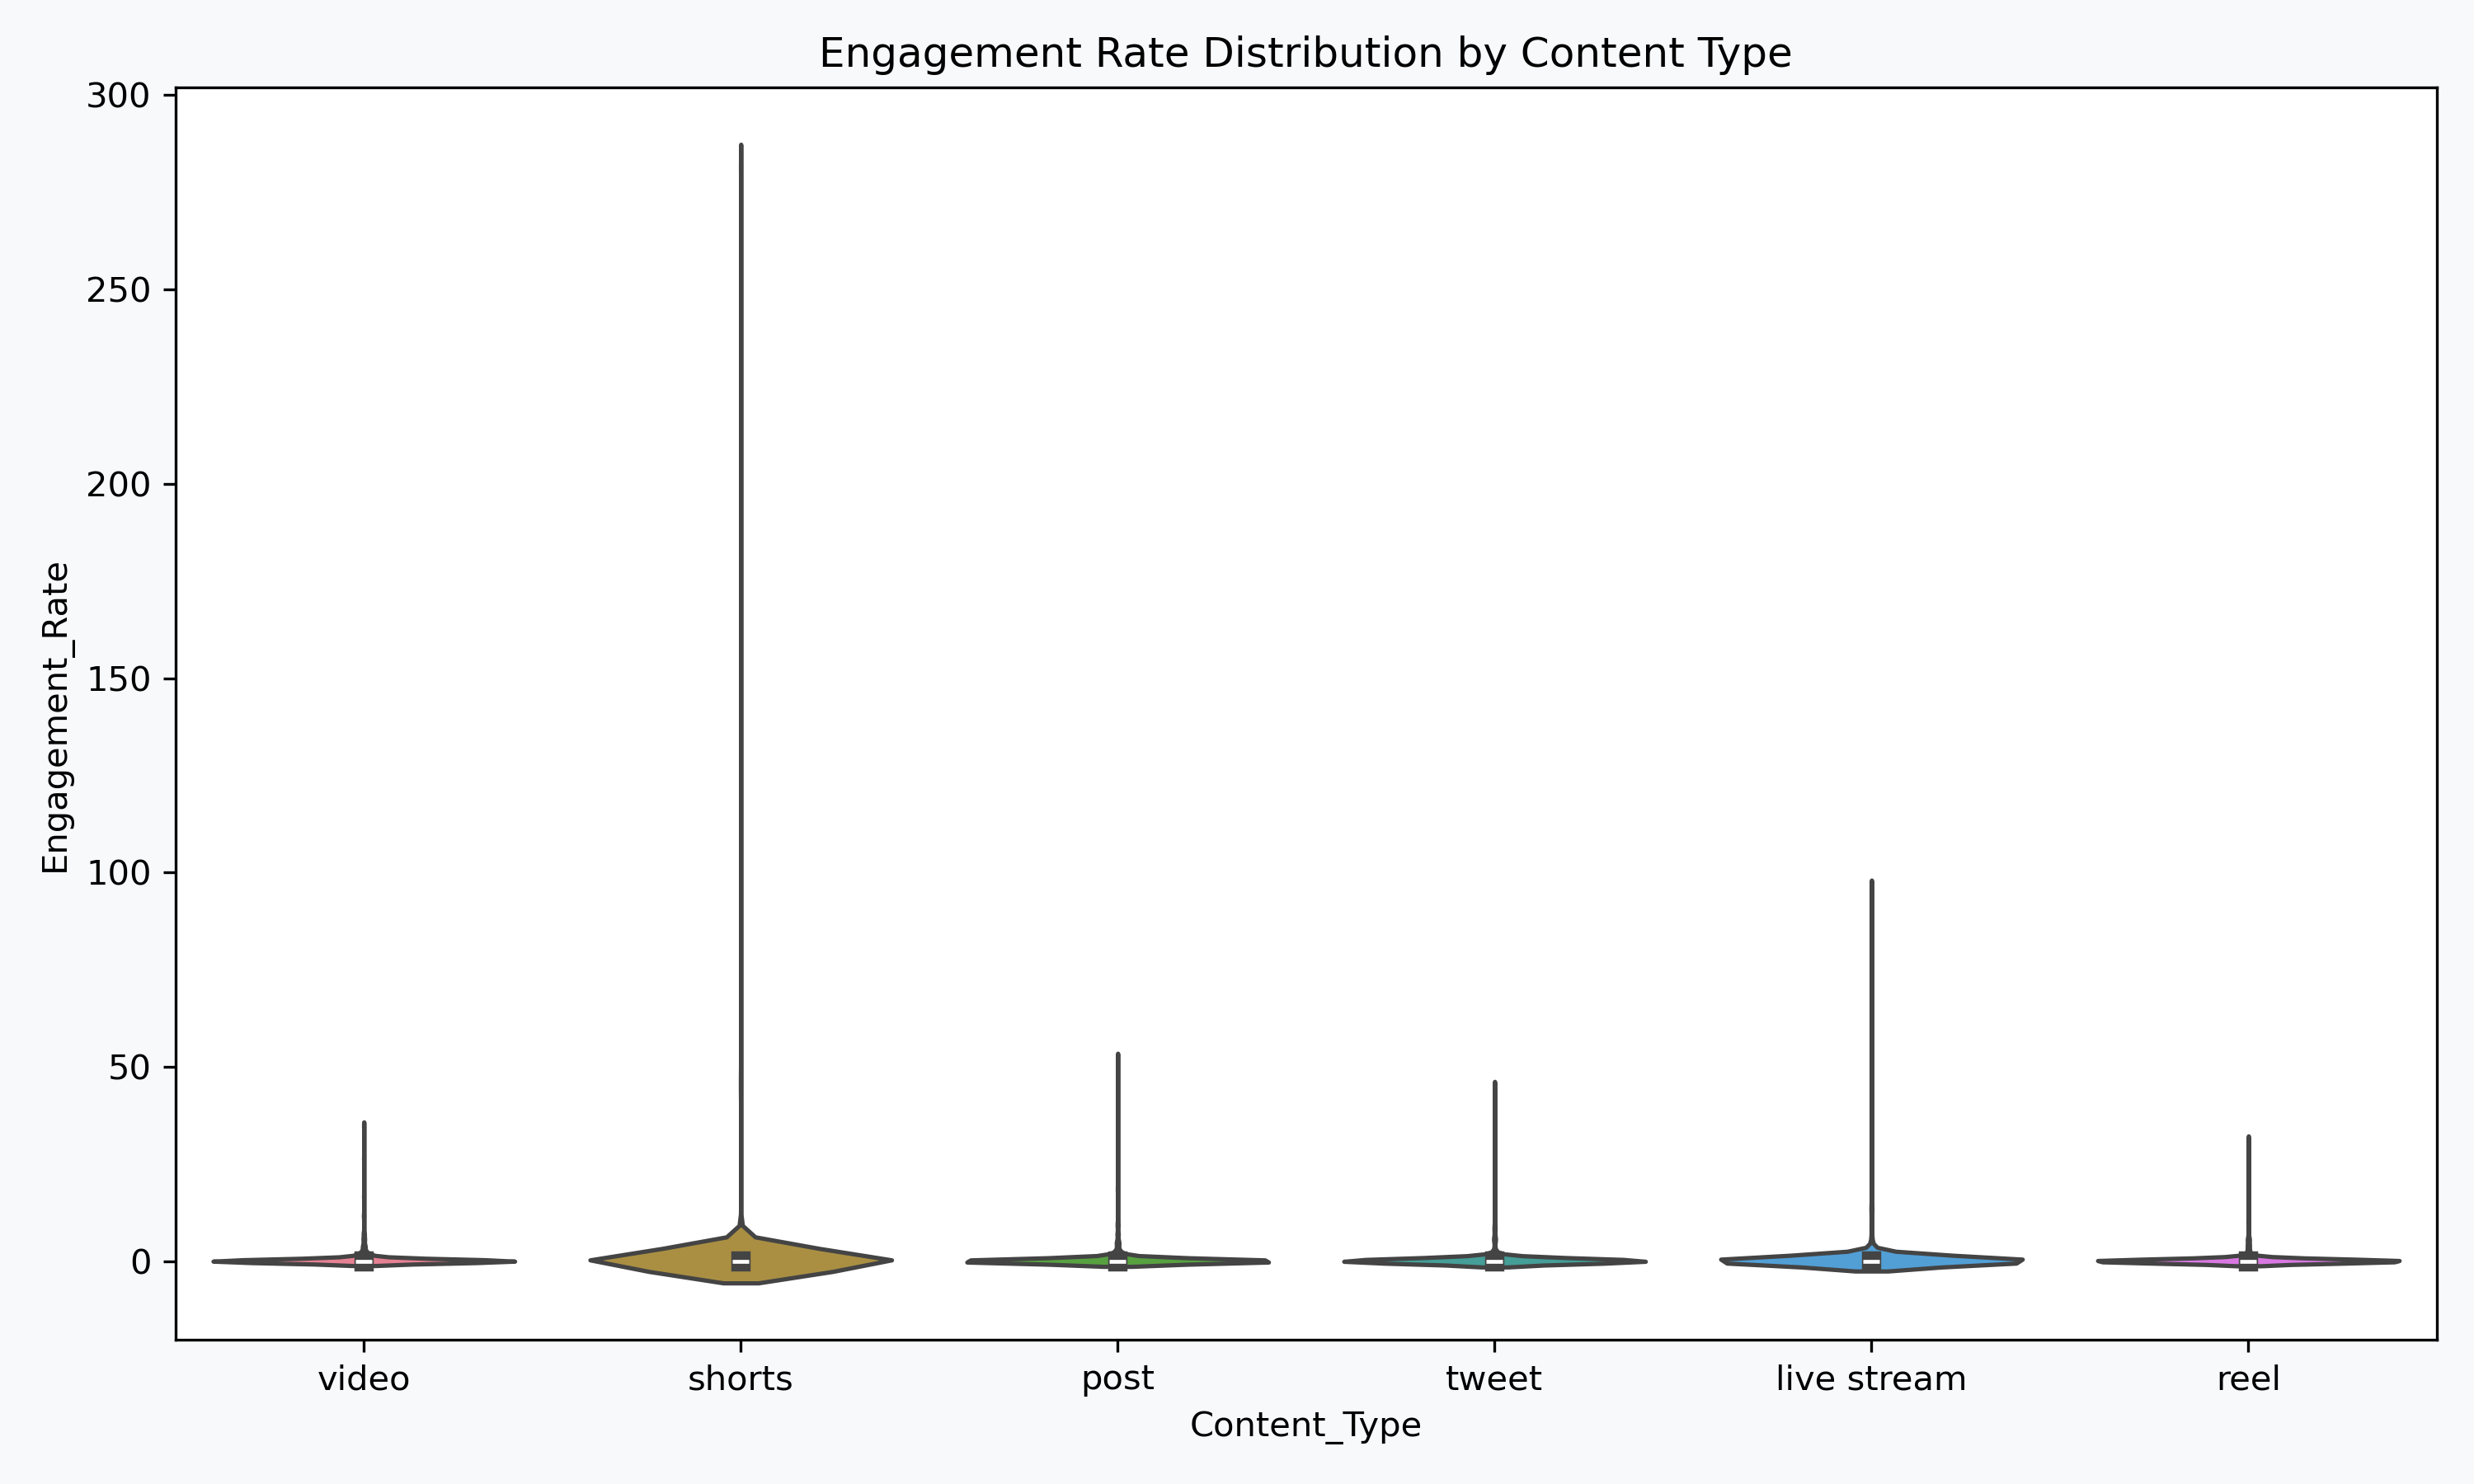 Engagement Rate Distribution by Content Type
Engagement_Rate
300
250
200
150
100
50
0
video shorts post tweet live stream reel
Content_Type